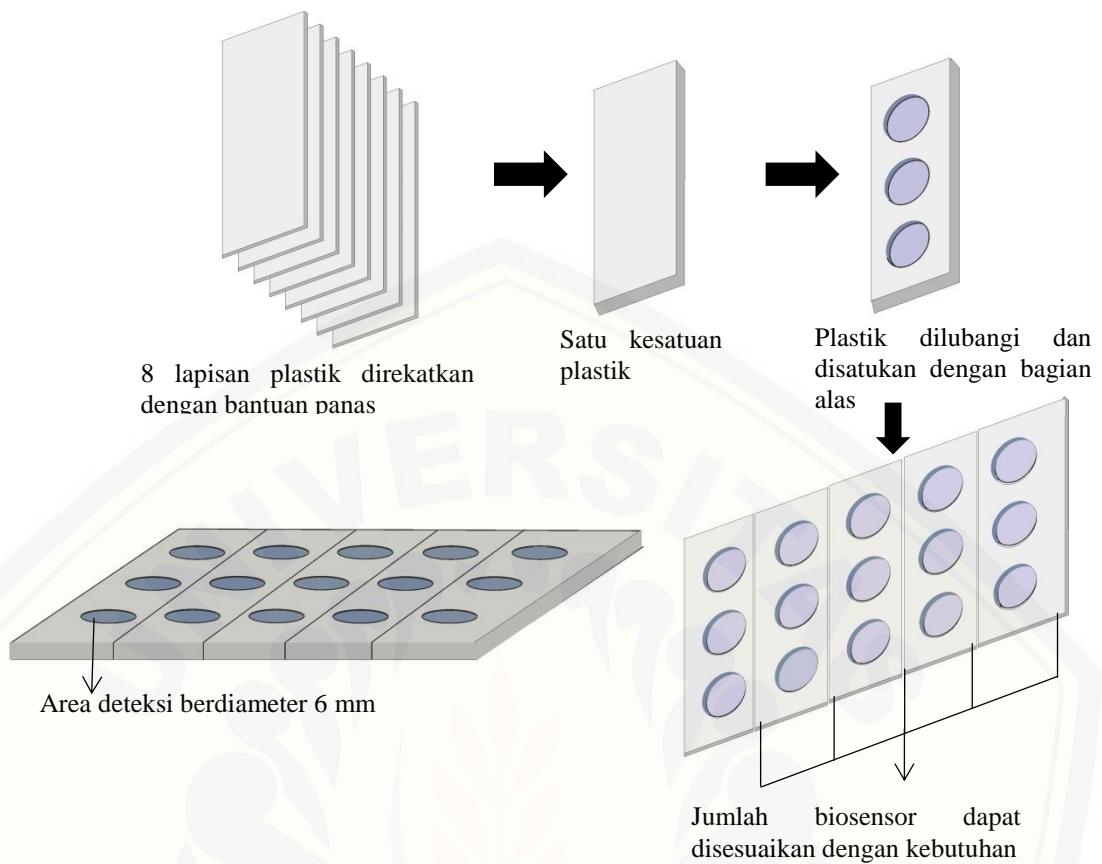 8 lapisan plastik direkatkan
dengan bantuan panas
Satu kesatuan
plastik
Plastik dilubangi dan
disatukan dengan bagian
alas
UNIVERSITAS
Area deteksi berdiameter 6 mm
Jumlah biosensor dapat
disesuaikan dengan kebutuhan